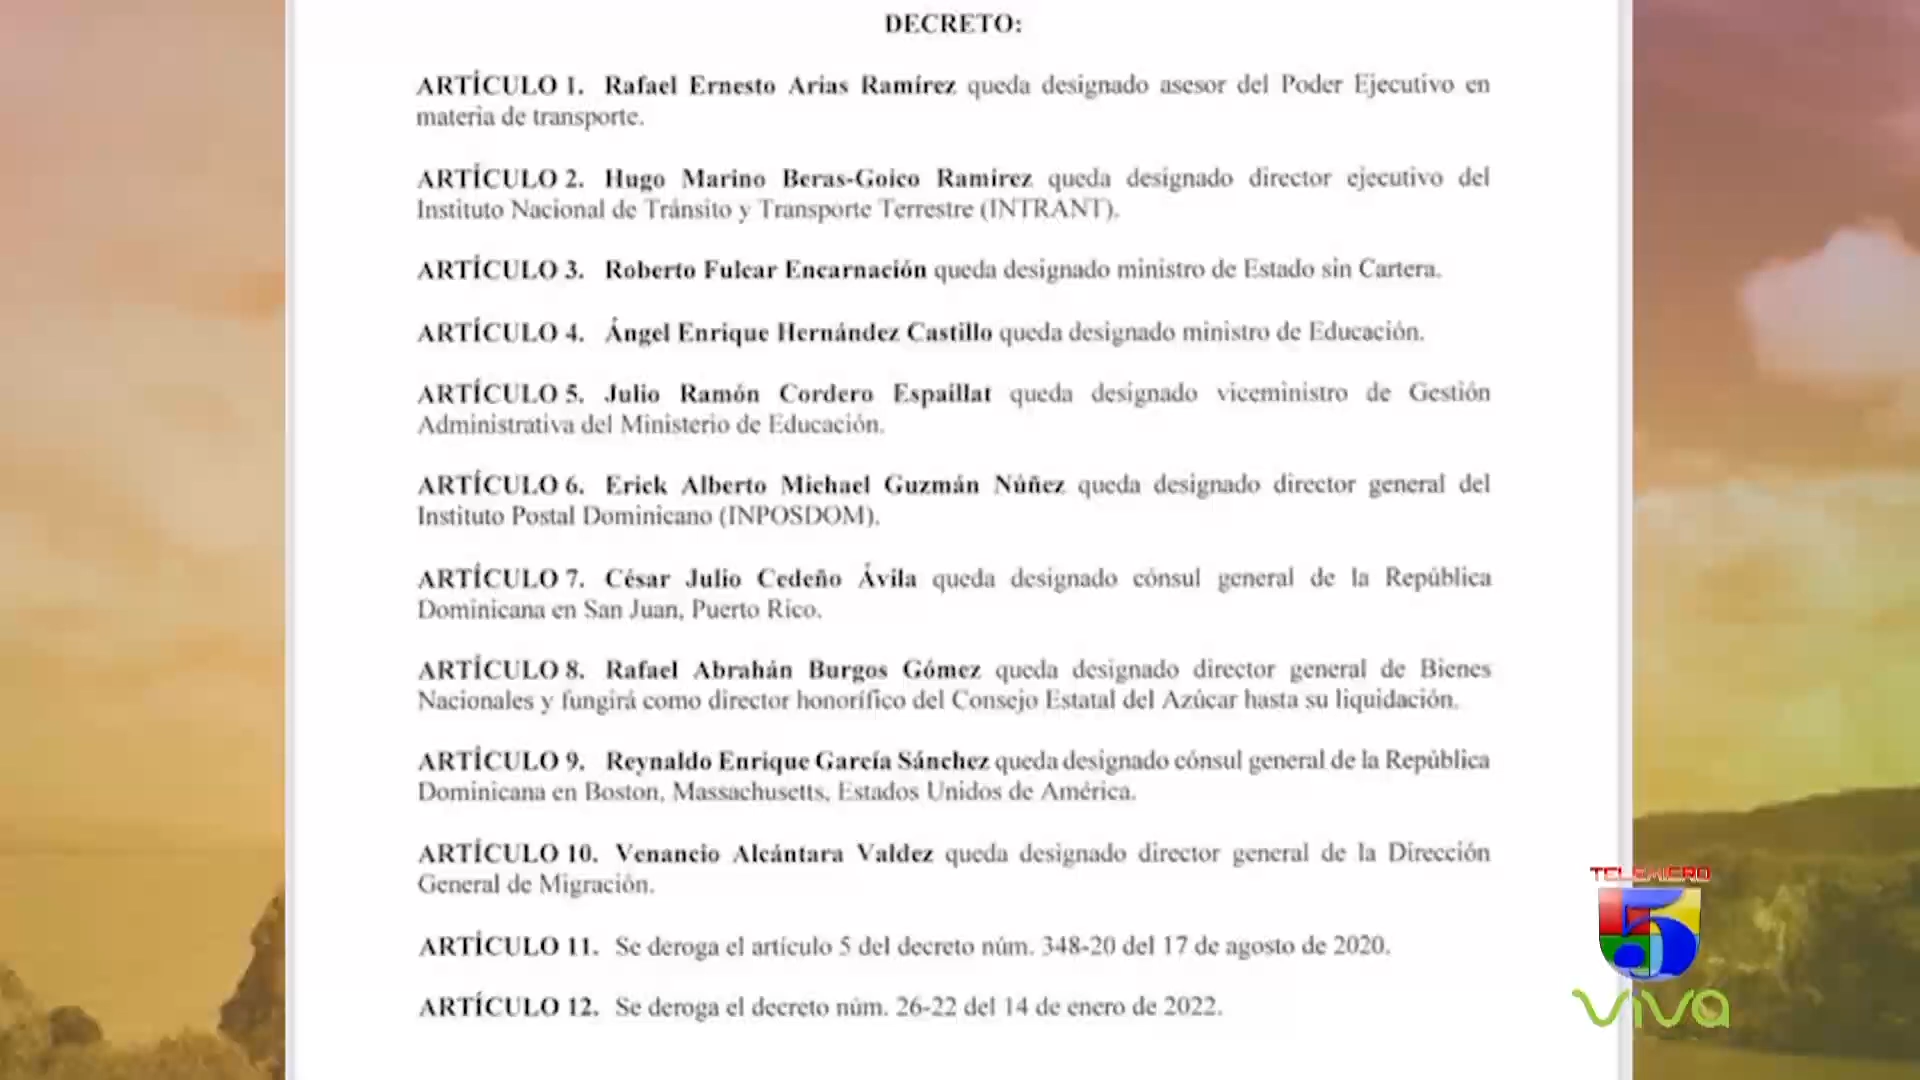 DECRETO:
ARTÍCULO 1. Rafael Ernesto Arias Ramírez queda designado asesor del Poder Ejecutivo en
materia de transporte.
ARTÍCULO 2. Hugo Marino Beras-Goico Ramírez queda designado director ejecutivo del
Instituto Nacional de Tránsito y Transporte Terrestre (INTRANT).
ARTÍCULO 3. Roberto Fulcar Encarnación queda designado ministro de Estado sin Cartera.
ARTÍCULO 4. Ángel Enrique Hernández Castillo queda designado ministro de Educación.
ARTÍCULO 5. Julio Ramón Cordero Espaillat queda designado viceministro de Gestión
Administrativa del Ministerio de Educación.
ARTÍCULO 6. Erick Alberto Michael Guzmán Núñez queda designado director general del
Instituto Postal Dominicano (INPOSDOM).
ARTÍCULO 7. César Julio Cedeño Ávila queda designado cónsul general de la República
Dominicana en San Juan, Puerto Rico.
ARTÍCULO 8. Rafael Abrahán Burgos Gómez queda designado director general de Bienes
Nacionales y fungirá como director honorífico del Consejo Estatal del Azúcar hasta su liquidación.
ARTÍCULO 9. Reynaldo Enrique García Sánchez queda designado cónsul general de la República
Dominicana en Boston, Massachusetts, Estados Unidos de América.
ARTÍCULO 10. Venancio Alcántara Valdez queda designado director general de la Dirección
General de Migración.
ARTÍCULO 11. Se deroga el artículo 5 del decreto núm. 348-20 del 17 de agosto de 2020.
ARTÍCULO 12. Se deroga el decreto núm. 26-22 del 14 de enero de 2022.
TELEMICRO
5
viva